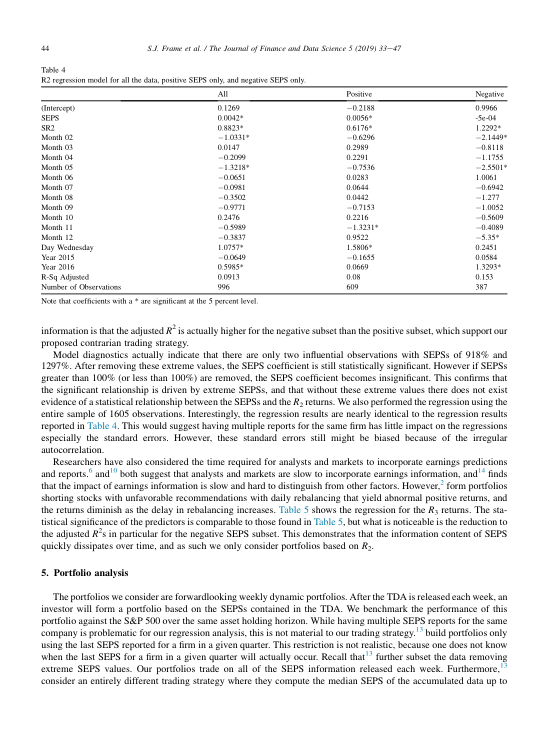 44
S.J. Frame et al. / The Journal of Finance and Data Science 5 (2019) 33–47
Table 4
R2 regression model for all the data, positive SEPS only, and negative SEPS only.
All Positive Negative
(Intercept) 0.1269 −0.2188 0.9966
SEPS 0.0042* 0.0056* -5e-04
SR2 0.8823* 0.6176* 1.2292*
Month 02 −1.0331* −0.6296 −2.1449*
Month 03 0.0147 0.2989 −0.8118
Month 04 −0.2099 0.2291 −1.1755
Month 05 −1.3218* −0.7536 −2.5501*
Month 06 −0.0651 0.0283 1.0061
Month 07 −0.0981 0.0644 −0.6942
Month 08 −0.3502 0.0442 −1.277
Month 09 −0.9771 −0.7153 −1.0052
Month 10 0.2476 0.2216 −0.5609
Month 11 −0.5989 −1.3231* −0.4089
Month 12 −0.3837 0.9522 −5.35*
Day Wednesday 1.0757* 1.5806* 0.2451
Year 2015 −0.0649 −0.1655 0.0584
Year 2016 0.5985* 0.0669 1.3293*
R-Sq Adjusted 0.0913 0.08 0.153
Number of Observations 996 609 387
Note that coefficients with a * are significant at the 5 percent level.
information is that the adjusted R2 is actually higher for the negative subset than the positive subset, which support our
proposed contrarian trading strategy.
Model diagnostics actually indicate that there are only two influential observations with SEPSs of 918% and
1297%. After removing these extreme values, the SEPS coefficient is still statistically significant. However if SEPSs
greater than 100% (or less than 100%) are removed, the SEPS coefficient becomes insignificant. This confirms that
the significant relationship is driven by extreme SEPSs, and that without these extreme values there does not exist
evidence of a statistical relationship between the SEPSs and the R2 returns. We also performed the regression using the
entire sample of 1605 observations. Interestingly, the regression results are nearly identical to the regression results
reported in Table 4. This would suggest having multiple reports for the same firm has little impact on the regressions
especially the standard errors. However, these standard errors still might be biased because of the irregular
autocorrelation.
Researchers have also considered the time required for analysts and markets to incorporate earnings predictions
and reports.6 and10 both suggest that analysts and markets are slow to incorporate earnings information, and14 finds
that the impact of earnings information is slow and hard to distinguish from other factors. However,2 form portfolios
shorting stocks with unfavorable recommendations with daily rebalancing that yield abnormal positive returns, and
the returns diminish as the delay in rebalancing increases. Table 5 shows the regression for the R3 returns. The sta-
tistical significance of the predictors is comparable to those found in Table 5, but what is noticeable is the reduction to
the adjusted R2s in particular for the negative SEPS subset. This demonstrates that the information content of SEPS
quickly dissipates over time, and as such we only consider portfolios based on R2.
5. Portfolio analysis
The portfolios we consider are forwardlooking weekly dynamic portfolios. After the TDA is released each week, an
investor will form a portfolio based on the SEPSs contained in the TDA. We benchmark the performance of this
portfolio against the S&P 500 over the same asset holding horizon. While having multiple SEPS reports for the same
company is problematic for our regression analysis, this is not material to our trading strategy.13 build portfolios only
using the last SEPS reported for a firm in a given quarter. This restriction is not realistic, because one does not know
when the last SEPS for a firm in a given quarter will actually occur. Recall that13 further subset the data removing
extreme SEPS values. Our portfolios trade on all of the SEPS information released each week. Furthermore,13
consider an entirely different trading strategy where they compute the median SEPS of the accumulated data up to